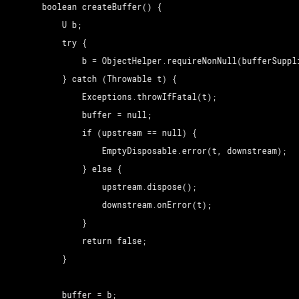 boolean createBuffer() {
U b;
try {
b = ObjectHelper.requireNonNull(bufferSuppli
} catch (Throwable t) {
Exceptions.throwIfFatal(t);
buffer = null;
if (upstream == null) {
EmptyDisposable.error(t, downstream);
} else {
upstream.dispose();
downstream.onError(t);
}
return false;
}
buffer = b;